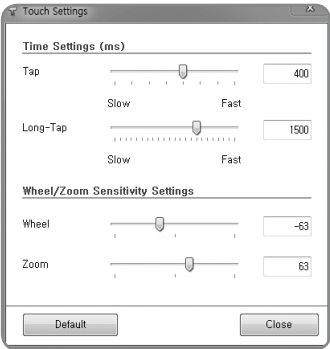 Touch Settings
Time Settings (ms)
Tap
400
Slow Fast
Long-Tap
1500
Slow Fast
Wheel/Zoom Sensitivity Settings
Wheel
-63
Zoom
63
Default Close